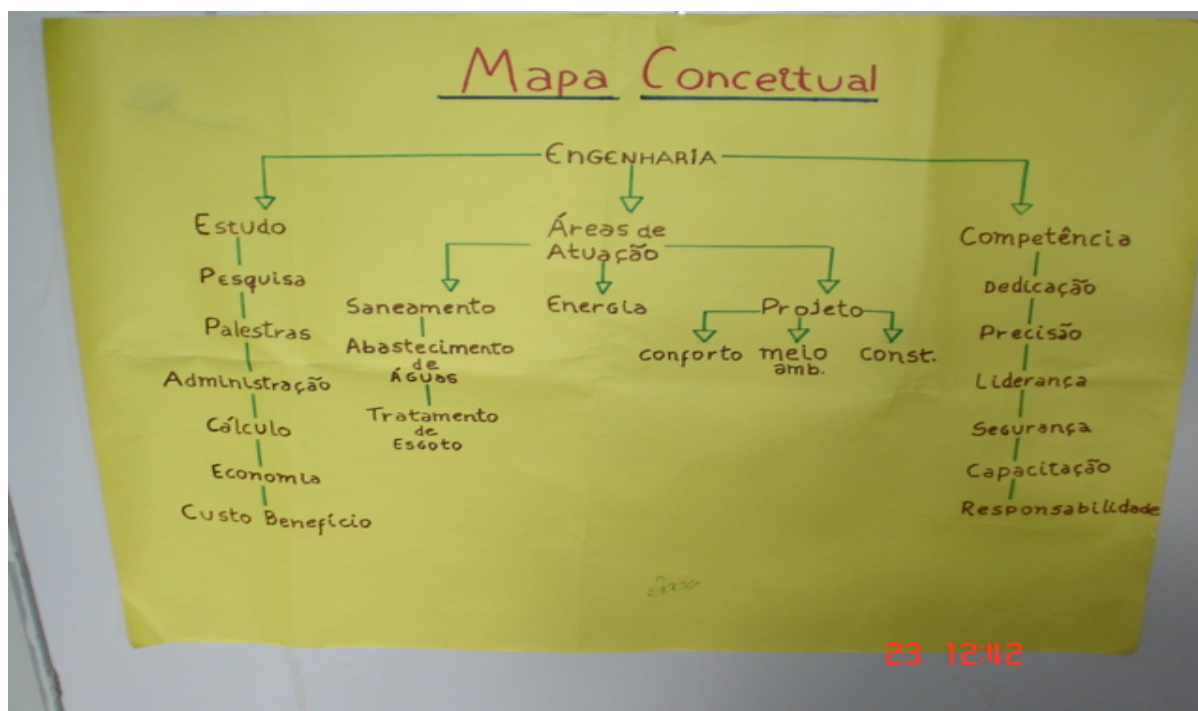 Mapa Conceitual
ENGENHARIA
Estudo
Pesquisa
Palestras
Administração
Cálculo
Economia
Custo Benefício
Áreas de
Atuação
Saneamento
Abastecimento
de
ÁGUAS
Tratamento
de
Esgoto
Energia
Projeto
conforto
meio
amb.
const.
Competência
Dedicação
Precisão
Liderança
Segurança
Capacitação
Responsabilidade
2004
23 12:42